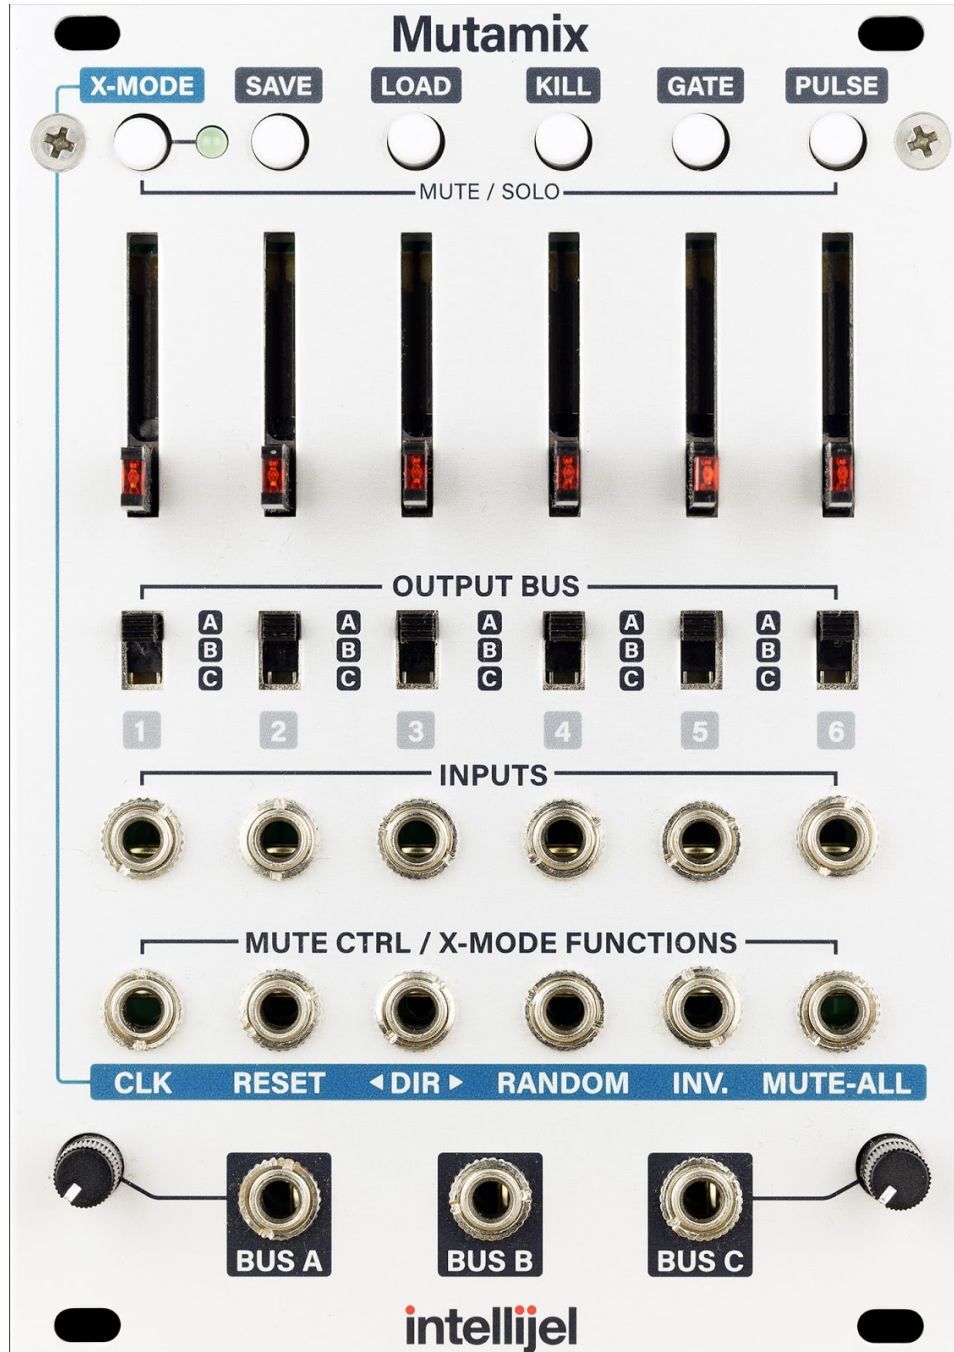 Mutamix
X-MODE SAVE LOAD KILL GATE PULSE
MUTE / SOLO
OUTPUT BUS
A A A A A
B B B B B
C C C C C
1 2 3 4 5 6
INPUTS
MUTE CTRL / X-MODE FUNCTIONS
CLK RESET ◀ DIR ▶ RANDOM INV. MUTE-ALL
BUS A BUS B BUS C
intellijel